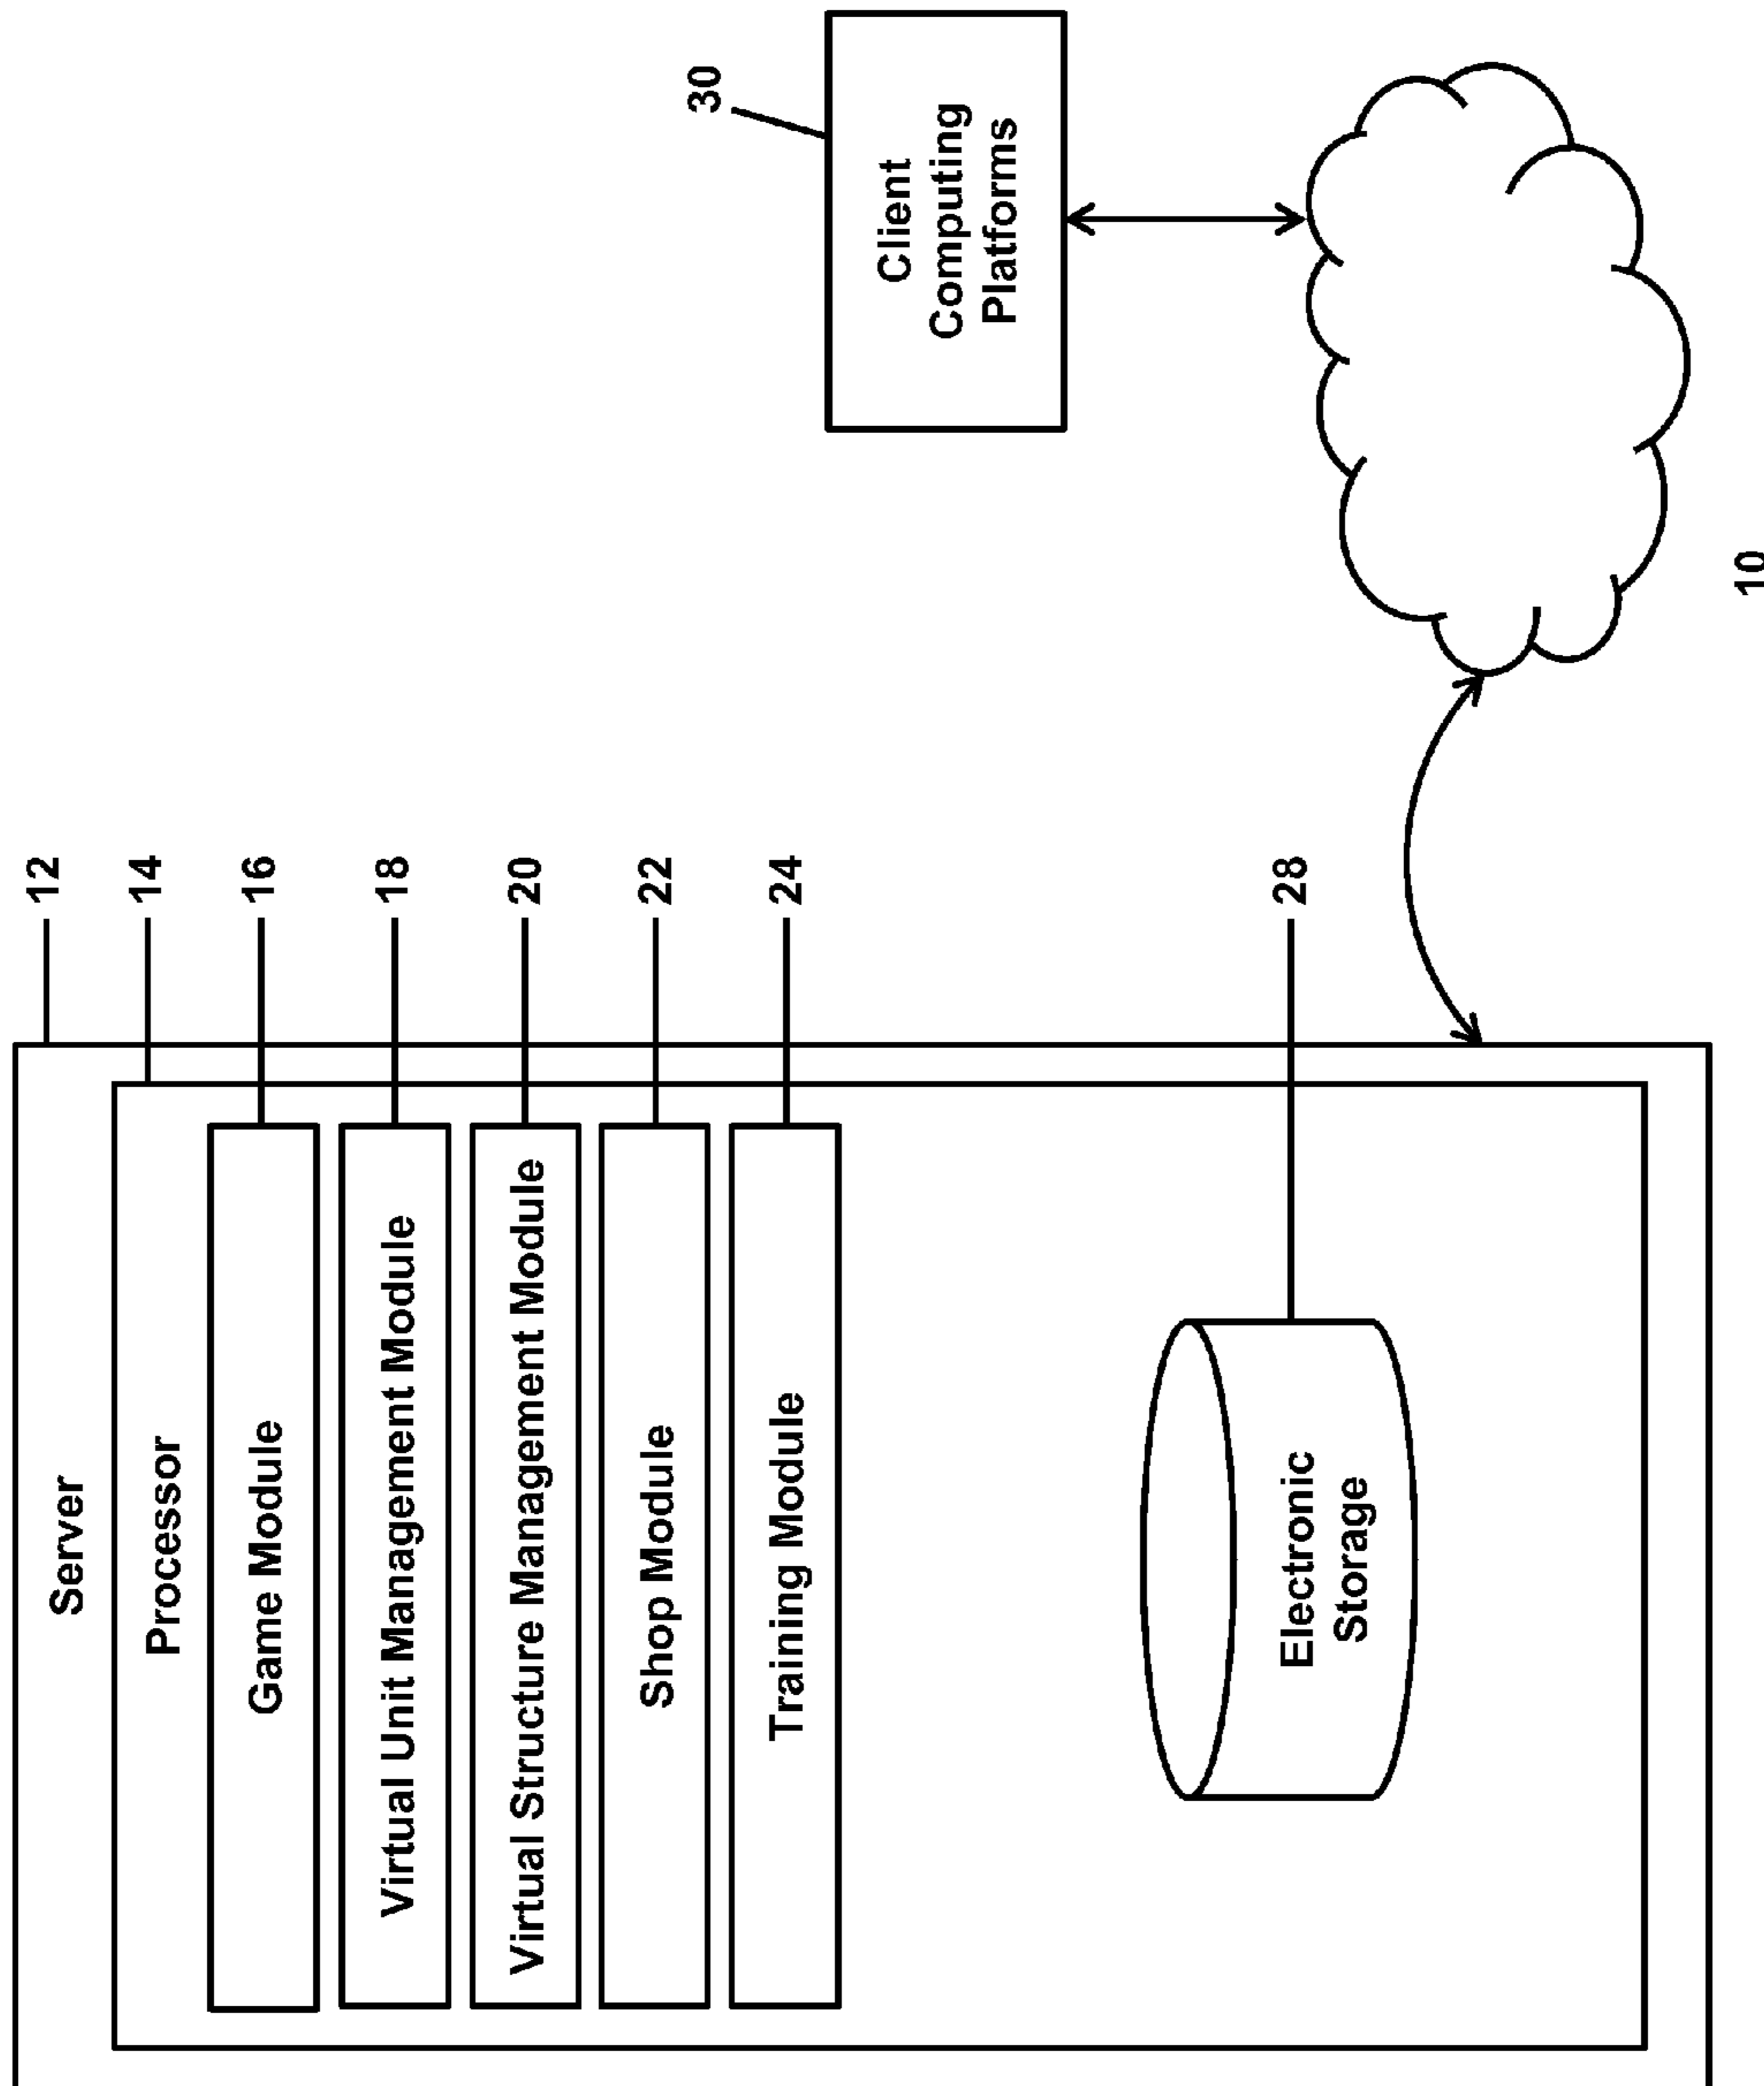 Server
12
Processor
14
Game Module
16
Virtual Unit Management Module
18
Virtual Structure Management Module
20
Shop Module
22
Training Module
24
Electronic
Storage
28
30
Client
Computing
Platforms
10